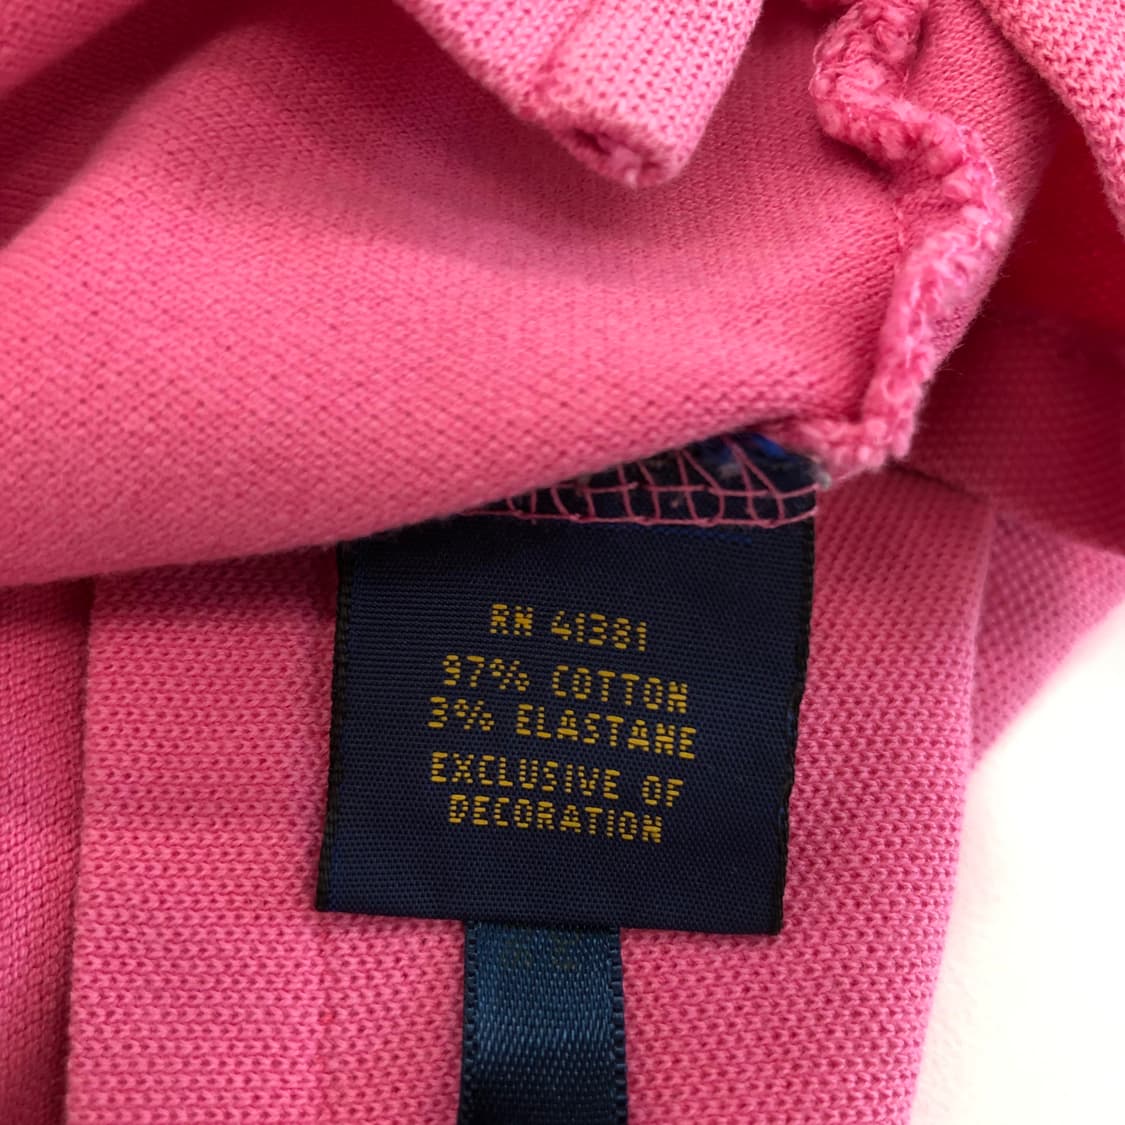 RN 41381
97% COTTON
3% ELASTANE
EXCLUSIVE OF
DECORATION